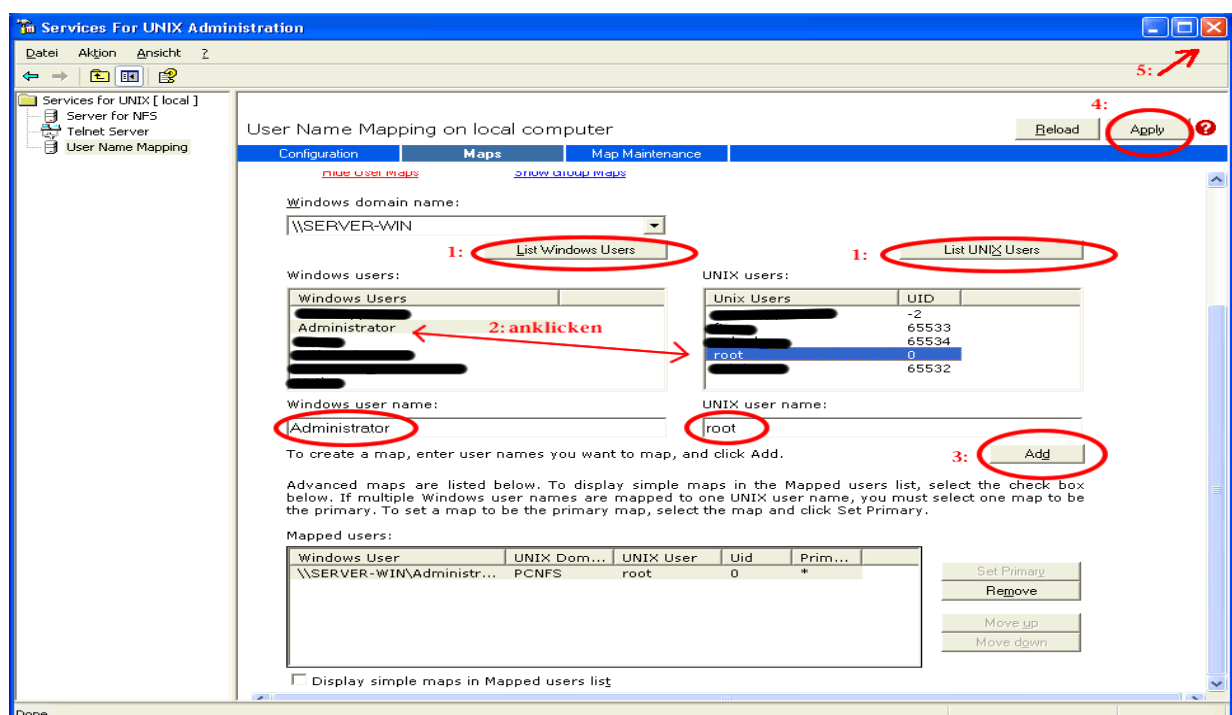 Services For UNIX Administration
Datei Aktion Ansicht ?
5:
Services for UNIX [ local ]
Server for NFS
Telnet Server
User Name Mapping
4:
User Name Mapping on local computer
Reload
Apply
Configuration
Maps
Map Maintenance
Hide User Maps
Show Group Maps
Windows domain name:
\\SERVER-WIN
1: List Windows Users
1: List UNIX Users
Windows users:
UNIX users:
Windows Users
Unix Users UID
-2
Administrator
2: anklicken
65533
65534
root 0
65532
Windows user name:
UNIX user name:
Administrator
root
To create a map, enter user names you want to map, and click Add.
3: Add
Advanced maps are listed below. To display simple maps in the Mapped users list, select the check box
below. If multiple Windows user names are mapped to one UNIX user name, you must select one map to be
the primary. To set a map to be the primary map, select the map and click Set Primary.
Mapped users:
Windows User UNIX Dom... UNIX User Uid Prim...
\\SERVER-WIN\Administr... PCNFS root 0 *
Set Primary
Remove
Move up
Move down
Display simple maps in Mapped users list
Done